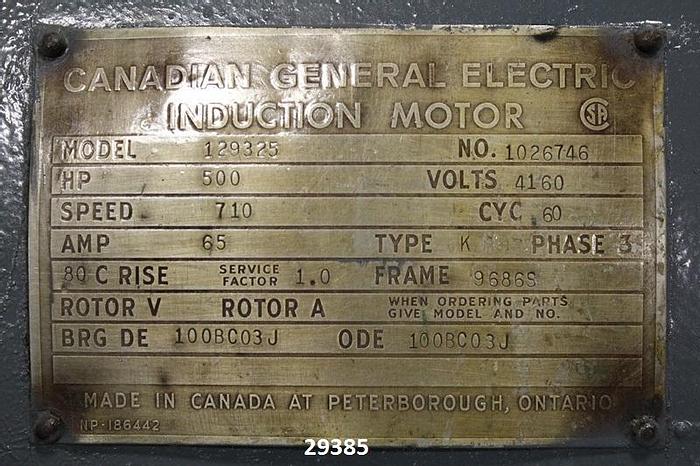 CANADIAN GENERAL ELECTRIC
INDUCTION MOTOR SA
MODEL 129325 NO. 1026746
HP 500 VOLTS 4160
SPEED 710 CYC 60
AMP 65 TYPE K PHASE 3
80 C RISE SERVICE FACTOR 1.0 FRAME 9686S
ROTOR V ROTOR A WHEN ORDERING PARTS
GIVE MODEL AND NO.
BRG DE 100BC03J ODE 100BC03J
MADE IN CANADA AT PETERBOROUGH, ONTARIO
NP-186442
29385